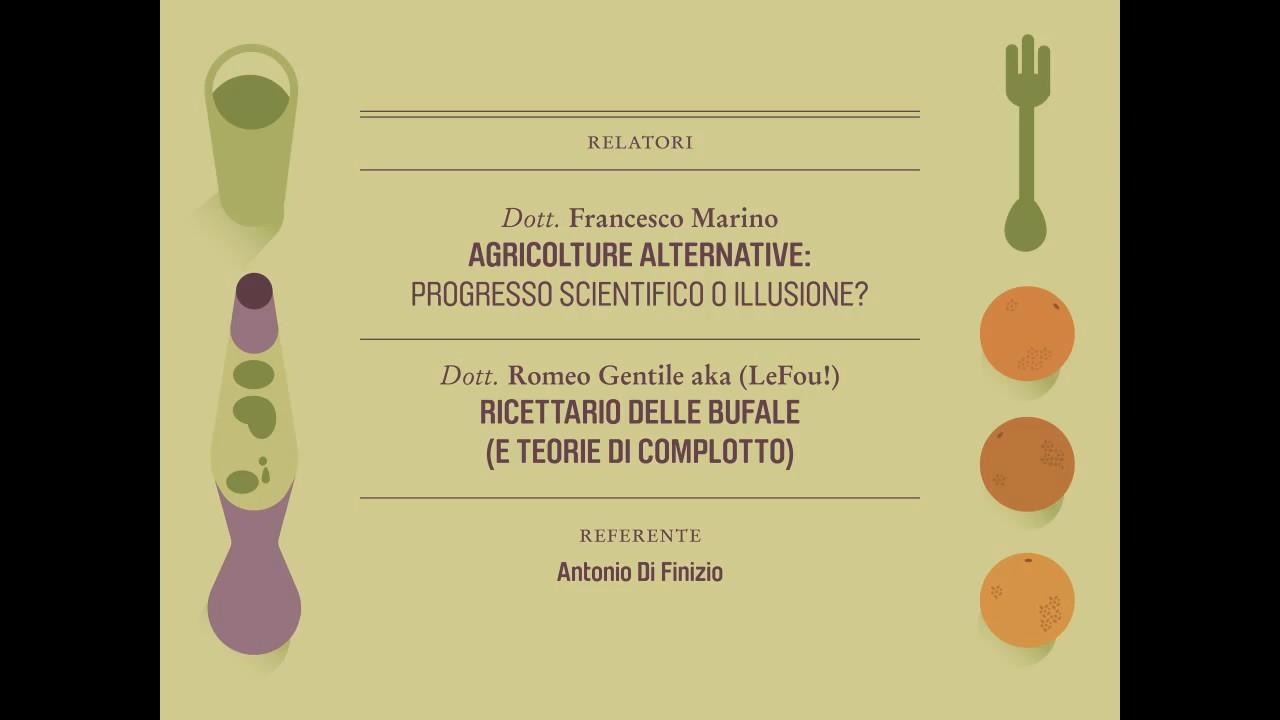 RELATORI
Dott. Francesco Marino
AGRICOLTURE ALTERNATIVE:
PROGRESSO SCIENTIFICO O ILLUSIONE?
Dott. Romeo Gentile aka (LeFou!)
RICETTARIO DELLE BUFALE
(E TEORIE DI COMPLOTTO)
REFERENTE
Antonio Di Finizio